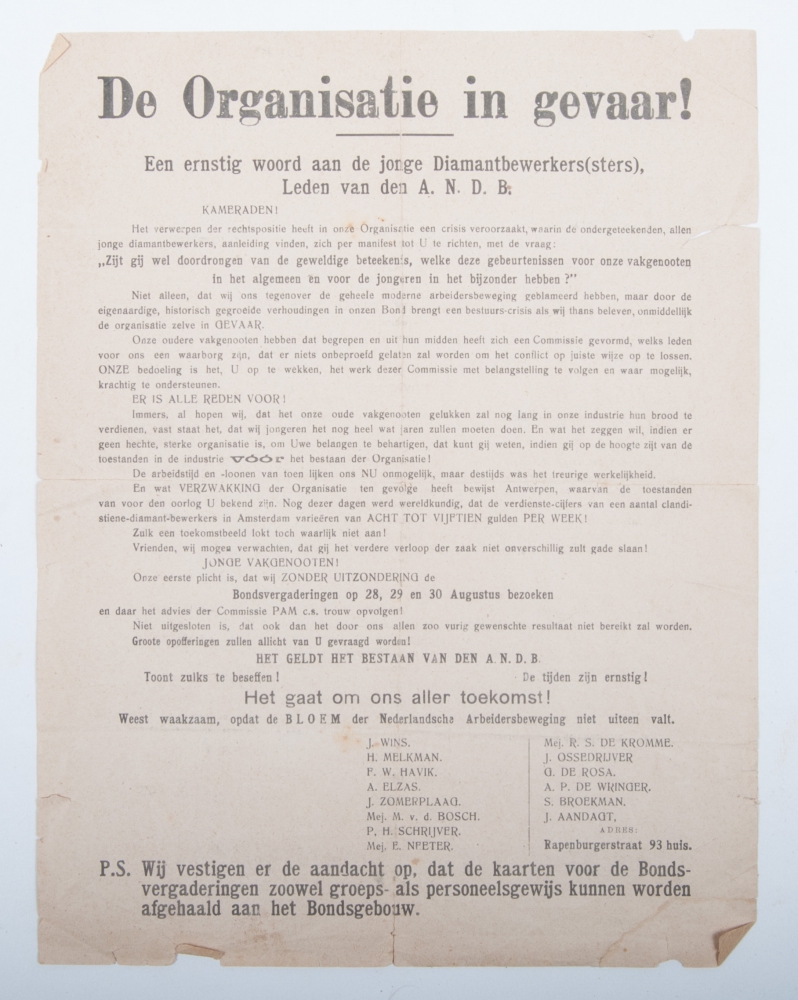 De Organisatie in gevaar!
Een ernstig woord aan de jonge Diamantbewerkers(sters),
Leden van den A. N. D. B.
KAMERADEN!
Het verwerpen der rechtspositie heeft in onze Organisatie een crisis veroorzaakt, waarin de ondergeteekenden, allen
jonge diamantbewerkers, aanleiding vinden, zich per manifest tot U te richten, met de vraag:
„Zijt gij wel doordrongen van de geweldige beteekenis, welke deze gebeurtenissen voor onze vakgenooten
in het algemeen èn voor de jongeren in het bijzonder hebben?”
Niet alleen, dat wij ons tegenover de geheele moderne arbeidersbeweging geblameerd hebben, maar door de
eigenaardige, historisch gegroeide verhoudingen in onzen Bond brengt een bestuurs-crisis als wij thans beleven, onmiddellijk
de organisatie zelve in GEVAAR.
Onze oudere vakgenooten hebben dat begrepen en uit hun midden heeft zich een Commissie gevormd, welks leden
voor ons een waarborg zijn, dat er niets onbeproefd gelaten zal worden om het conflict op juiste wijze op te lossen.
ONZE bedoeling is het, U op te wekken, het werk dezer Commissie met belangstelling te volgen en waar mogelijk,
krachtig te ondersteunen.
ER IS ALLE REDEN VOOR!
Immers, al hopen wij, dat het onze oude vakgenooten gelukken zal nog lang in onze industrie hun brood te
verdienen, vast staat het, dat wij jongeren het nog heel wat jaren zullen moeten doen. En wat het zeggen wil, indien er
geen hechte, sterke organisatie is, om Uwe belangen te behartigen, dat kunt gij weten, indien gij op de hoogte zijt van de
toestanden in de industrie VÓÓR het bestaan der Organisatie!
De arbeidstijd en -loonen van toen lijken ons NU onmogelijk, maar destijds was het treurige werkelijkheid.
En wat VERZWAKKING der Organisatie ten gevolge heeft bewijst Antwerpen, waarvan de toestanden
van voor den oorlog U bekend zijn. Nog dezer dagen werd wereldkundig, dat de verdienste-cijfers van een aantal clandi-
stiene-diamant-bewerkers in Amsterdam varieëren van ACHT TOT VIJFTIEN gulden PER WEEK!
Zulk een toekomstbeeld lokt toch waarlijk niet aan!
Vrienden, wij mogen verwachten, dat gij het verdere verloop der zaak niet onverschillig zult gade slaan!
JONGE VAKGENOOTEN!
Onze eerste plicht is, dat wij ZONDER UITZONDERING de
Bondsvergaderingen op 28, 29 en 30 Augustus bezoeken
en daar het advies der Commissie PAM c.s. trouw opvolgen!
Niet uitgesloten is, dat ook dan het door ons allen zoo vurig gewenschte resultaat niet bereikt zal worden.
Groote opofferingen zullen allicht van U gevraagd worden!
HET GELDT HET BESTAAN VAN DEN A.N.D.B.
Toont zulks te beseffen! De tijden zijn ernstig!
Het gaat om ons aller toekomst!
Weest waakzaam, opdat de BLOEM der Nederlandsche Arbeidersbeweging niet uiteen valt.
J. WINS.
H. MELKMAN.
F. W. HAVIK.
A. ELZAS.
J. ZOMERPLAAG.
Mej. M. v. d. BOSCH.
P. H. SCHRIJVER.
Mej. E. NEETER.
Mej. R. S. DE KROMME.
J. OSSEDRIJVER
G. DE ROSA.
A. P. DE WRINGER.
S. BROEKMAN.
J. AANDAGT.
ADRES:
Rapenburgerstraat 93 huis.
P.S. Wij vestigen er de aandacht op, dat de kaarten voor de Bonds-
vergaderingen zoowel groeps- als personeelsgewijs kunnen worden
afgehaald aan het Bondsgebouw.